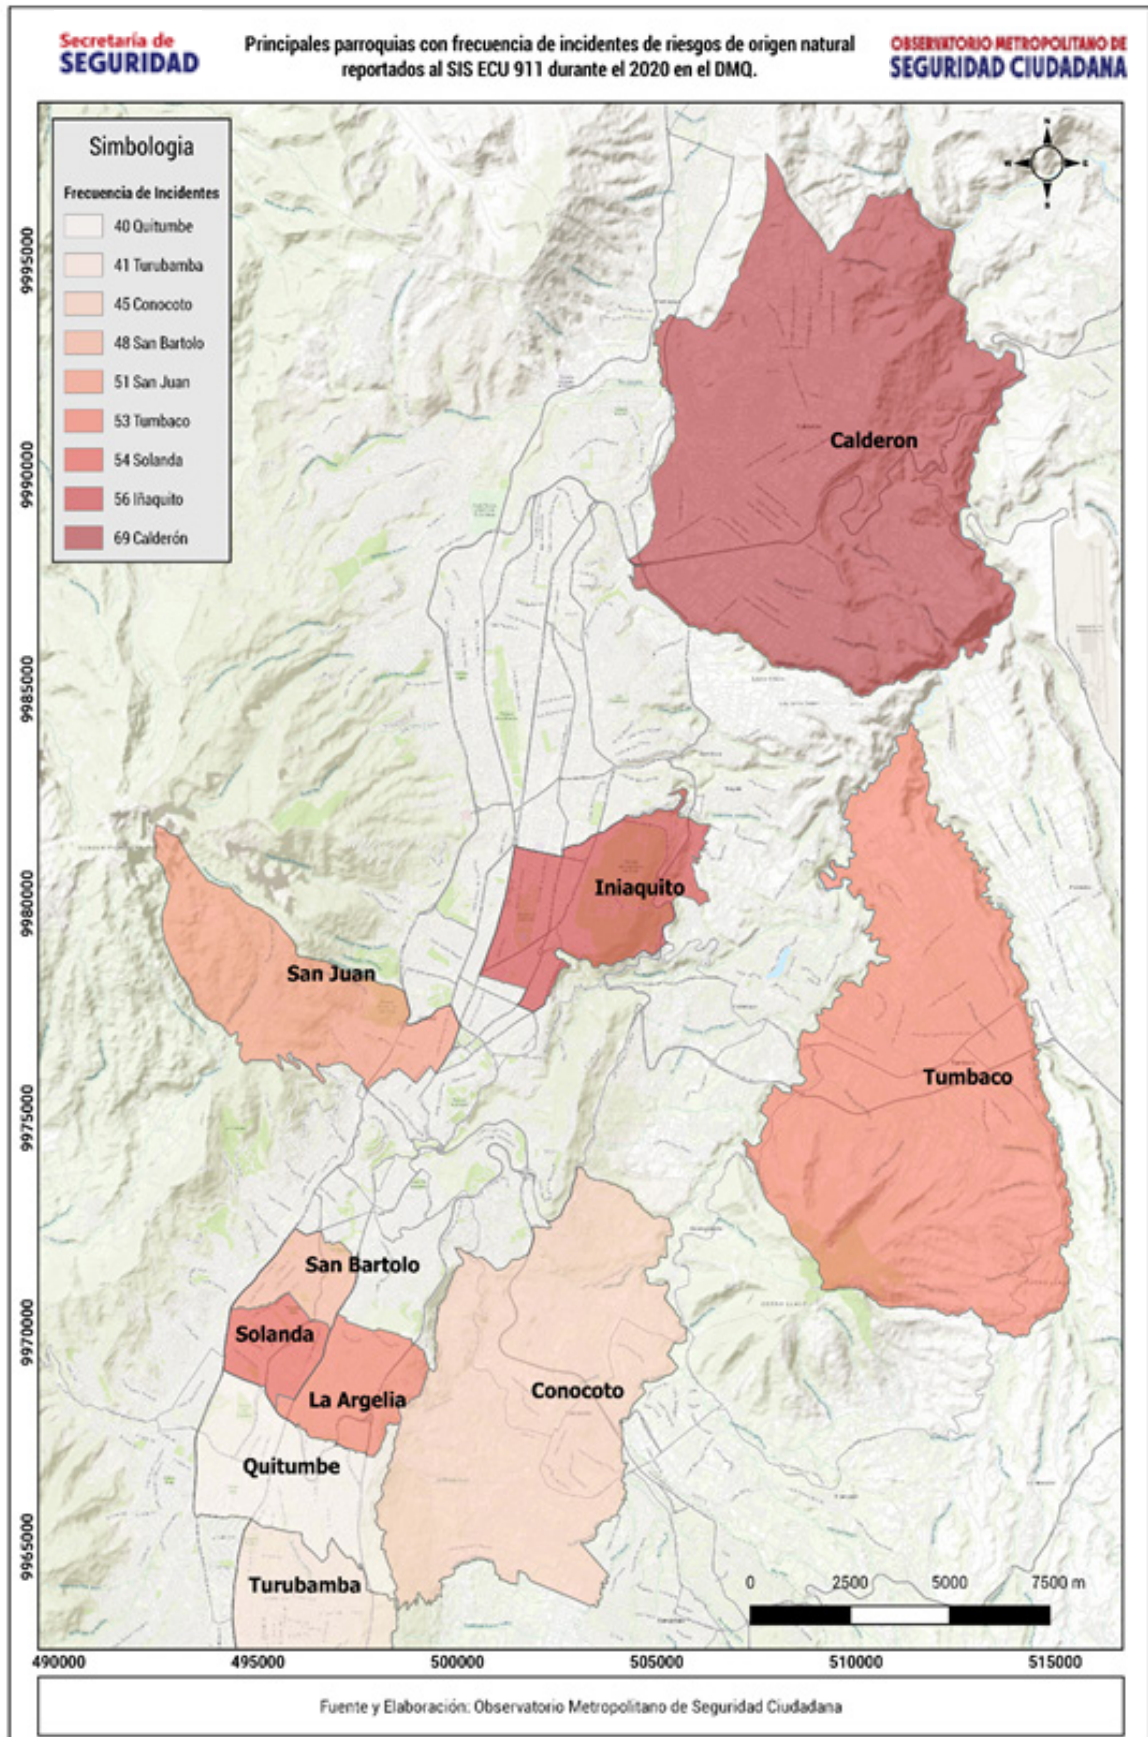 Secretaría de
SEGURIDAD
Principales parroquias con frecuencia de incidentes de riesgos de origen natural
reportados al SIS ECU 911 durante el 2020 en el DMQ.
OBSERVATORIO METROPOLITANO DE
SEGURIDAD CIUDADANA
Simbologia
Frecuencia de Incidentes
40 Quitumbe
41 Turubamba
45 Conocoto
48 San Bartolo
51 San Juan
53 Tumbaco
54 Solanda
56 Iñaquito
69 Calderón
N
Calderon
Iniaquito
San Juan
Tumbaco
San Bartolo
Solanda
La Argelia
Conocoto
Quitumbe
Turubamba
9995000
9990000
9985000
9980000
9975000
9970000
9965000
0 2500 5000 7500 m
490000 495000 500000 505000 510000 515000
Fuente y Elaboración: Observatorio Metropolitano de Seguridad Ciudadana